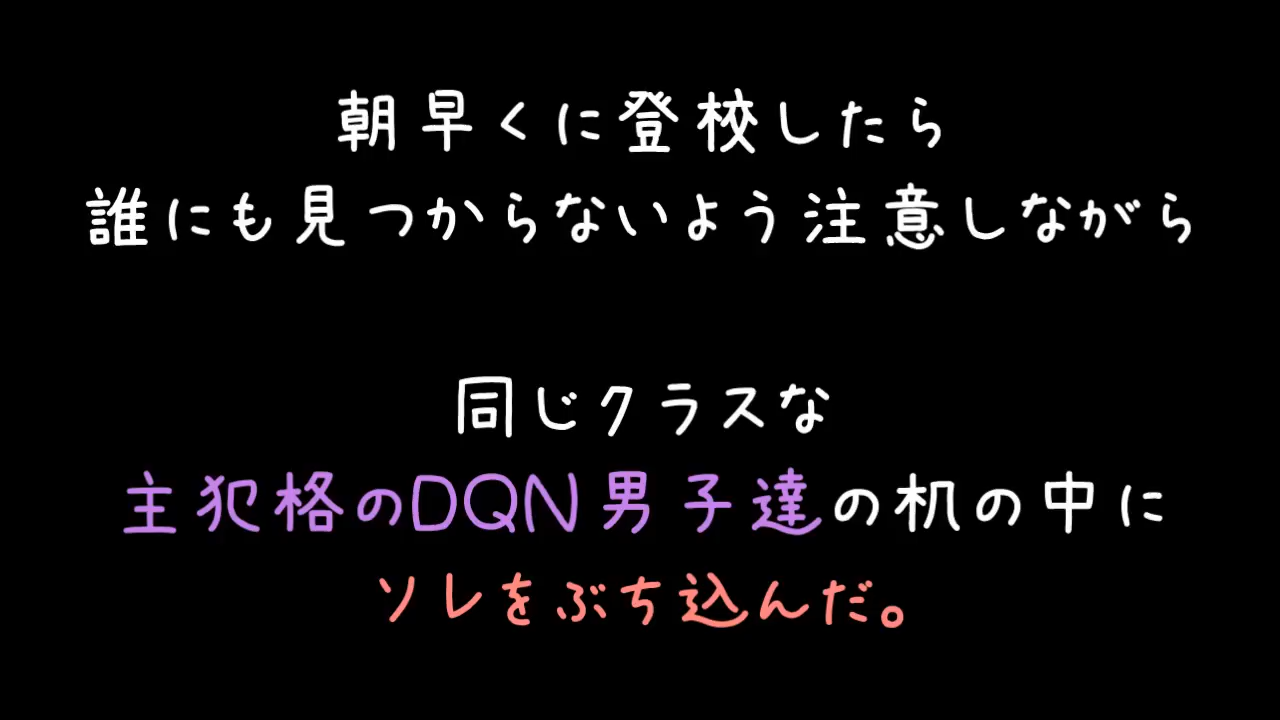 朝早くに登校したら
誰にも見つからないよう注意しながら
同じクラスな
主犯格のDQN男子達の机の中に
ソレをぶち込んだ。